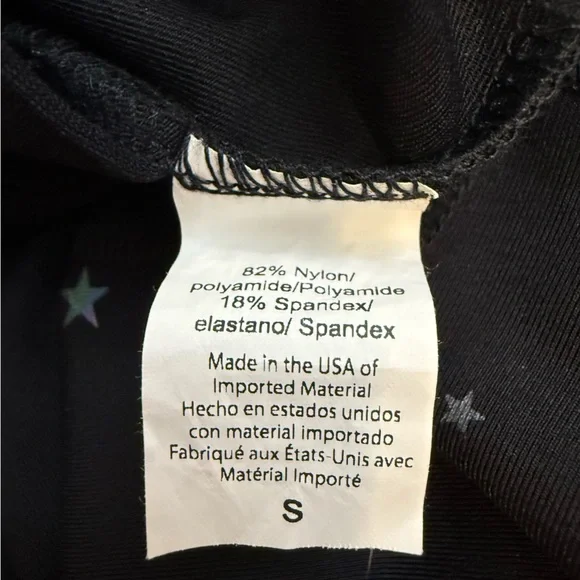 82% Nylon/
polyamide/Polyamide
18% Spandex/
elastano/ Spandex
Made in the USA of
Imported Material
Hecho en estados unidos
con material importado
Fabriqué aux États-Unis avec
Matérial Importé
S